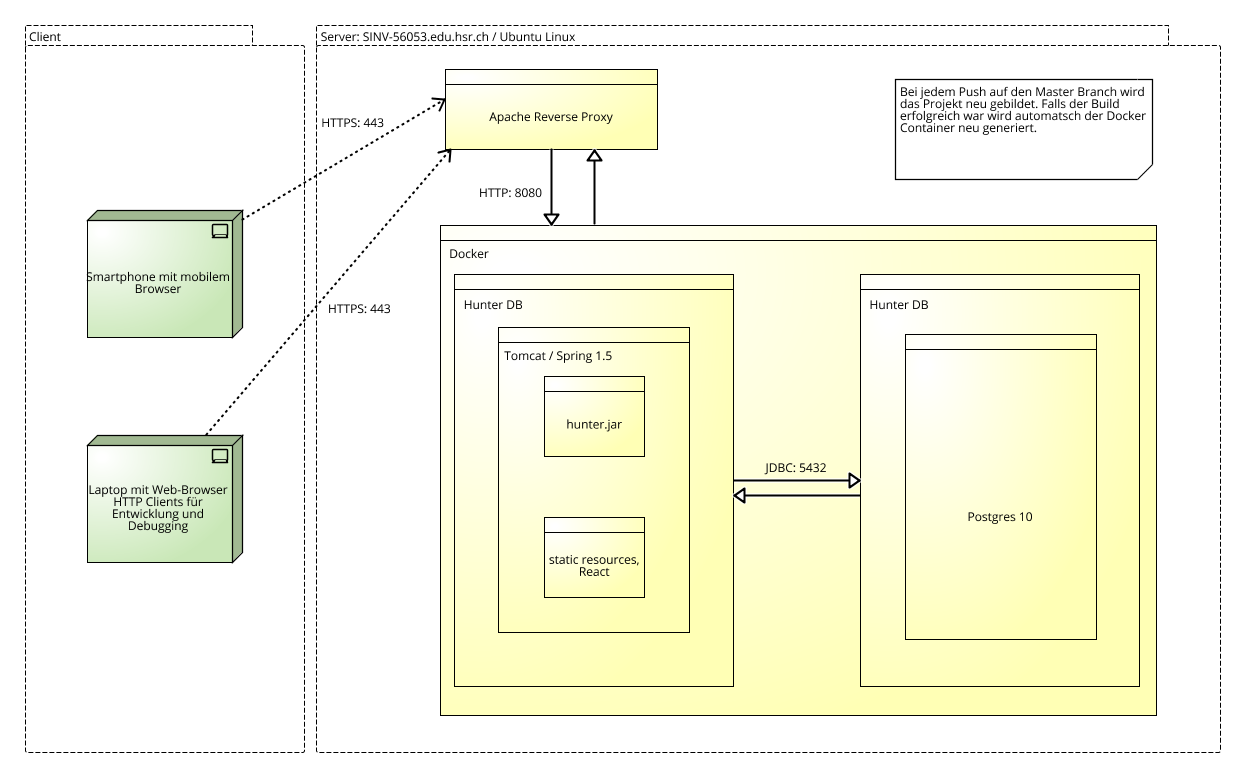 Client
Server: SINV-56053.edu.hsr.ch / Ubuntu Linux
Apache Reverse Proxy
Bei jedem Push auf den Master Branch wird
das Projekt neu gebildet. Falls der Build
erfolgreich war wird automatsch der Docker
Container neu generiert.
HTTPS: 443
HTTP: 8080
Smartphone mit mobilem
Browser
HTTPS: 443
Docker
Hunter DB
Tomcat / Spring 1.5
hunter.jar
static resources,
React
JDBC: 5432
Hunter DB
Postgres 10
Laptop mit Web-Browser
HTTP Clients für
Entwicklung und
Debugging